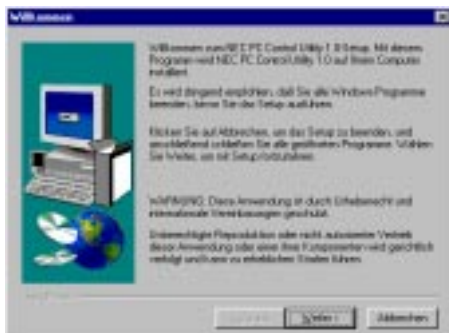 Willkommen
Willkommen zum NEC PC Control Utility 1.0 Setup. Mit diesem
Programm wird NEC PC Control Utility 1.0 auf Ihrem Computer
installiert.
Es wird dringend empfohlen, daß Sie alle Windows Programme
beenden, bevor Sie das Setup ausführen.
Klicken Sie auf Abbrechen, um das Setup zu beenden, und
anschließend schließen Sie alle geöffneten Programme. Wählen
Sie Weiter, um mit Setup fortzufahren.
WARNUNG: Diese Anwendung ist durch Urheberrecht und
internationale Vereinbarungen geschützt.
Unberechtigte Reproduktion oder nicht autorisierter Vertrieb
dieser Anwendung oder eine ihrer Komponenten wird gerichtlich
verfolgt und kann zu erheblichen Strafen führen.
Weiter >
Abbrechen